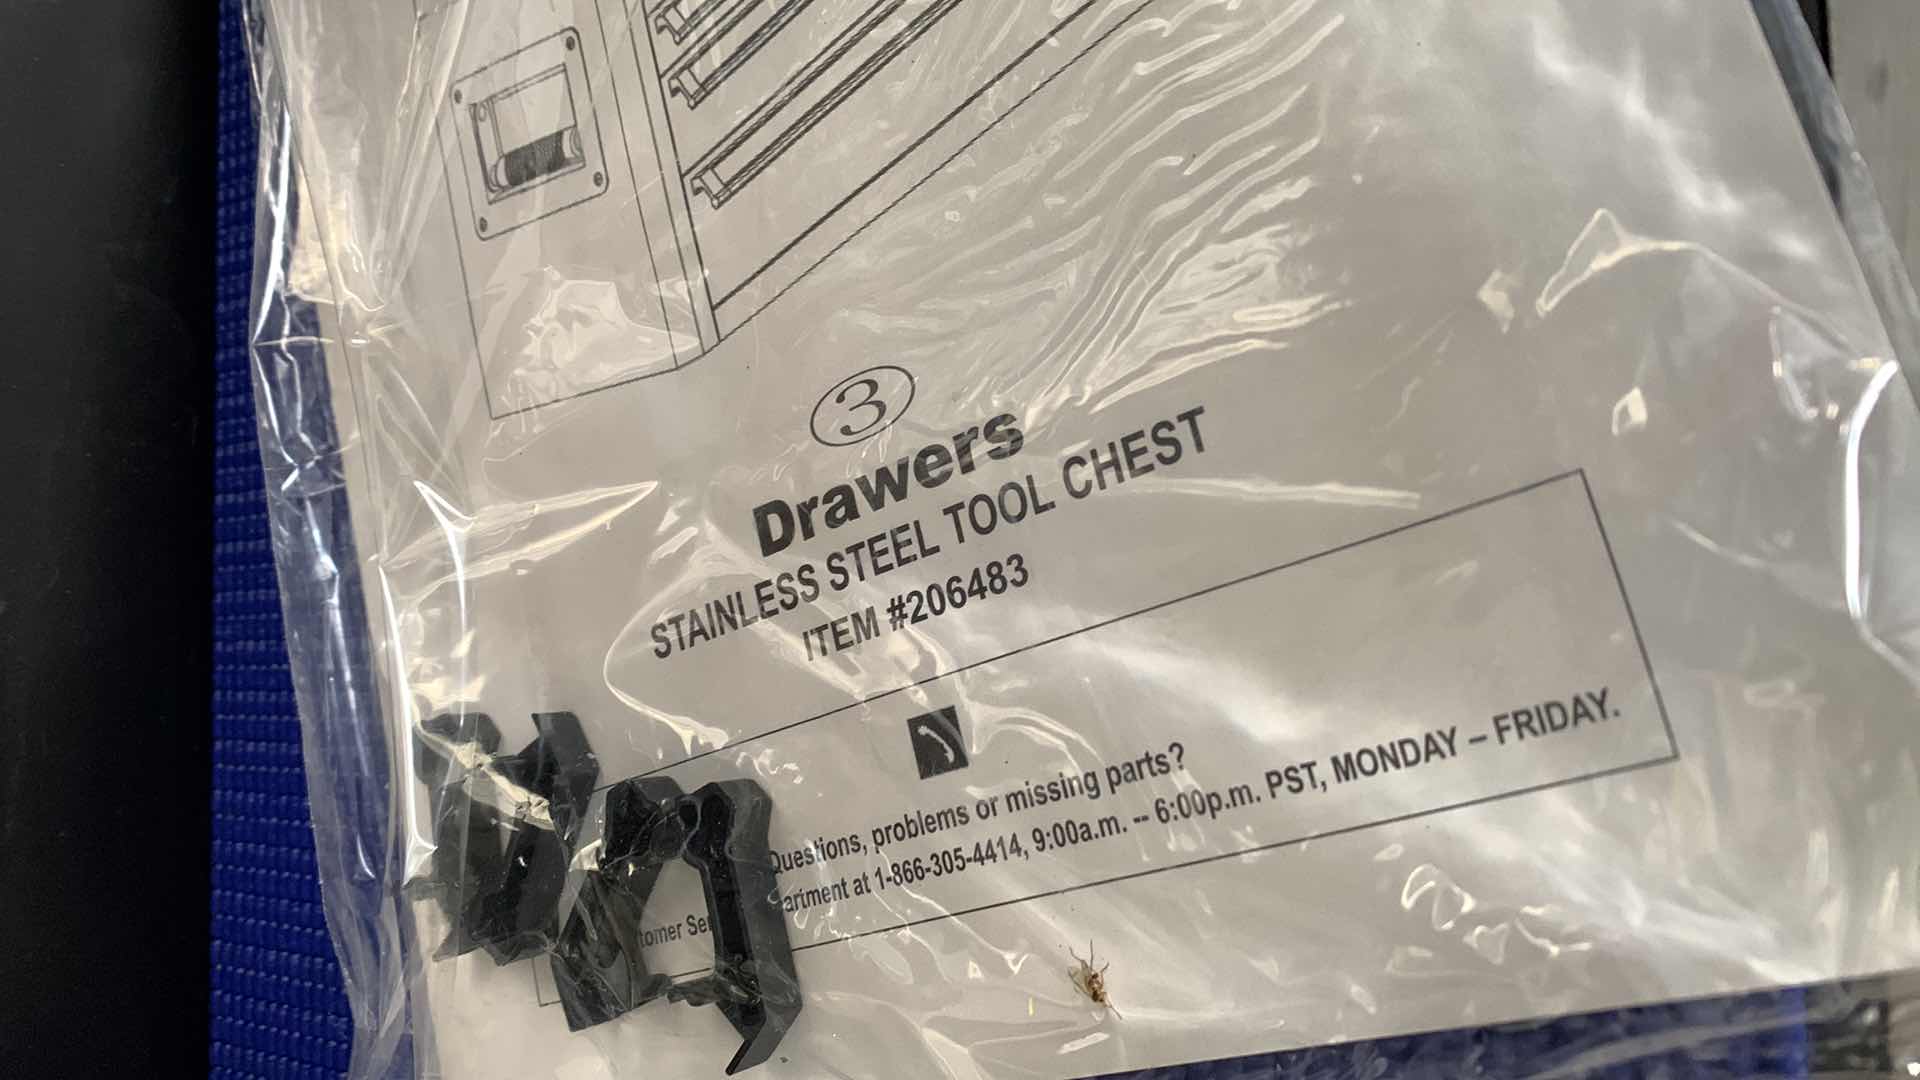 3
Drawers
STAINLESS STEEL TOOL CHEST
ITEM #206483
Questions, problems or missing parts?
at 1-866-305-4414, 9:00a.m. -- 6:00p.m. PST, MONDAY – FRIDAY.